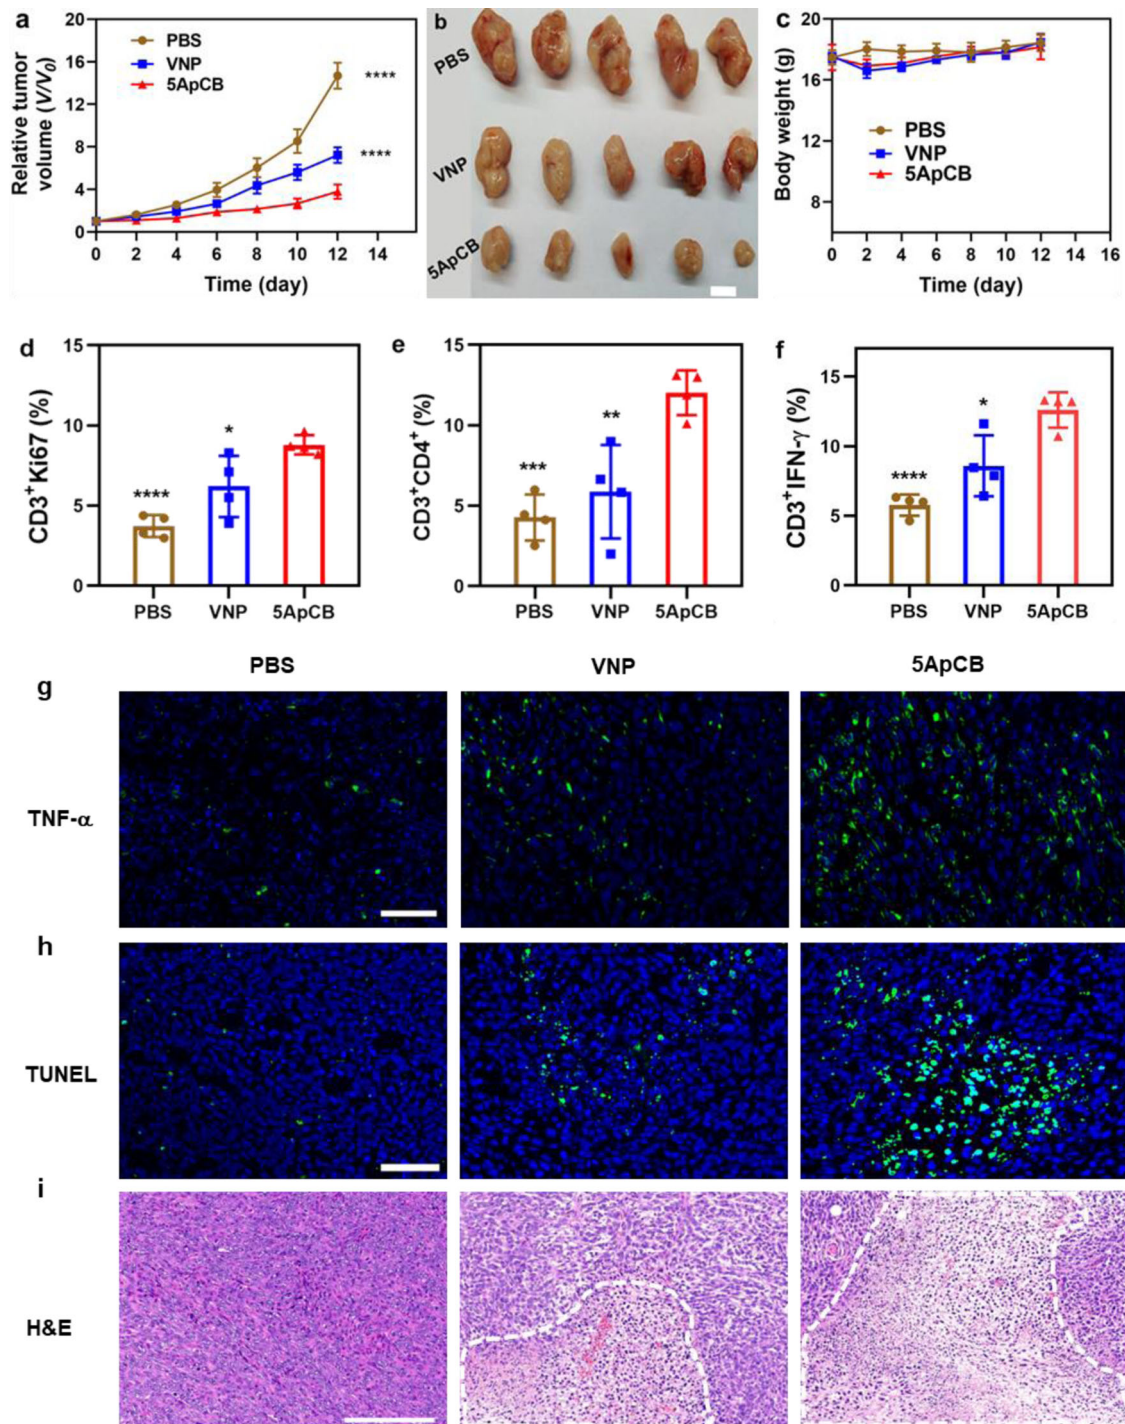 a
20
16
12
8
4
0
Relative tumor
volume (V/V0)
PBS
VNP
5ApCB
****
****
0 2 4 6 8 10 12 14
Time (day)
b
PBS
VNP
5ApCB
c
20
16
12
8
Body weight (g)
PBS
VNP
5ApCB
0 2 4 6 8 10 12 14 16
Time (day)
d
15
10
5
0
CD3+Ki67 (%)
****
*
PBS VNP 5ApCB
e
15
10
5
0
CD3+CD4+ (%)
***
**
PBS VNP 5ApCB
f
15
10
5
0
CD3+IFN-γ (%)
****
*
PBS VNP 5ApCB
PBS VNP 5ApCB
g
TNF-α
h
TUNEL
i
H&E